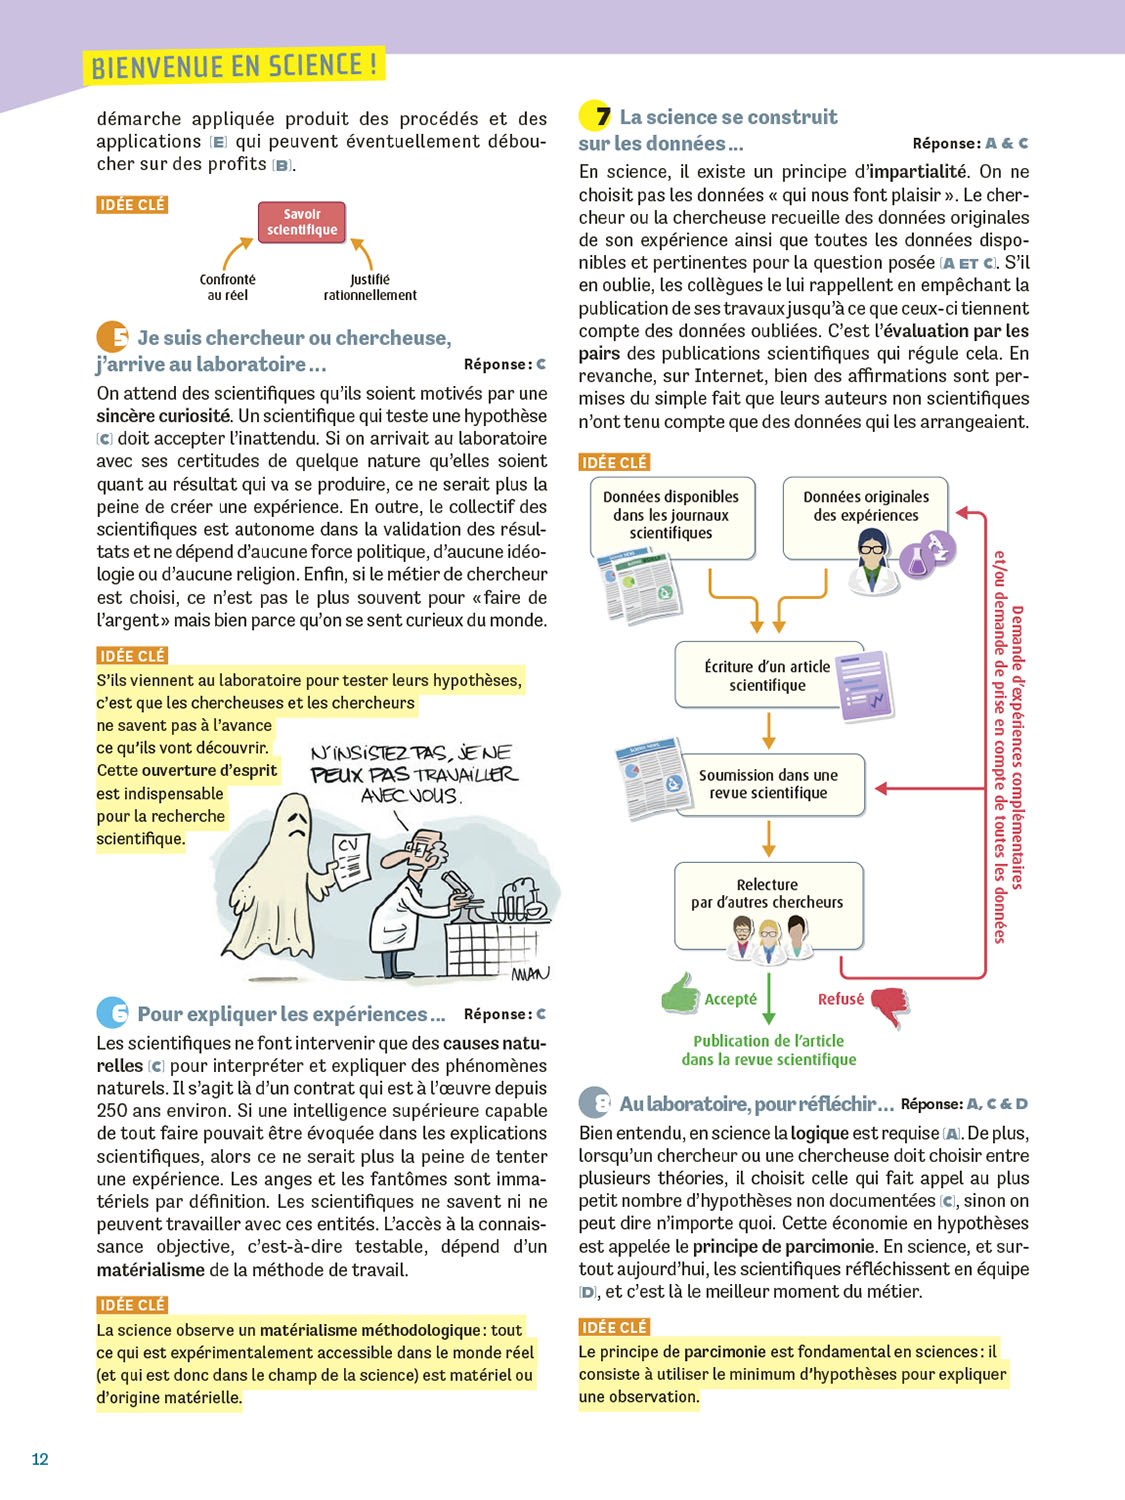 BIENVENUE EN SCIENCE !
démarche appliquée produit des procédés et des
applications [E] qui peuvent éventuellement débou-
cher sur des profits [B].
IDÉE CLÉ
Savoir
scientifique
Confronté
au réel
Justifié
rationnellement
5 Je suis chercheur ou chercheuse,
j'arrive au laboratoire... Réponse : C
On attend des scientifiques qu'ils soient motivés par une
sincère curiosité. Un scientifique qui teste une hypothèse
[C] doit accepter l'inattendu. Si on arrivait au laboratoire
avec ses certitudes de quelque nature qu'elles soient
quant au résultat qui va se produire, ce ne serait plus la
peine de créer une expérience. En outre, le collectif des
scientifiques est autonome dans la validation des résul-
tats et ne dépend d'aucune force politique, d'aucune idéo-
logie ou d'aucune religion. Enfin, si le métier de chercheur
est choisi, ce n'est pas le plus souvent pour « faire de
l'argent » mais bien parce qu'on se sent curieux du monde.
IDÉE CLÉ
S'ils viennent au laboratoire pour tester leurs hypothèses,
c'est que les chercheuses et les chercheurs
ne savent pas à l'avance
ce qu'ils vont découvrir.
Cette ouverture d'esprit
est indispensable
pour la recherche
scientifique.
N'INSISTEZ PAS, JE NE
PEUX PAS TRAVAILLER
AVEC VOUS.
CV
MAN
6 Pour expliquer les expériences... Réponse : C
Les scientifiques ne font intervenir que des causes natu-
relles [C] pour interpréter et expliquer des phénomènes
naturels. Il s'agit là d'un contrat qui est à l'œuvre depuis
250 ans environ. Si une intelligence supérieure capable
de tout faire pouvait être évoquée dans les explications
scientifiques, alors ce ne serait plus la peine de tenter
une expérience. Les anges et les fantômes sont imma-
tériels par définition. Les scientifiques ne savent ni ne
peuvent travailler avec ces entités. L'accès à la connais-
sance objective, c'est-à-dire testable, dépend d'un
matérialisme de la méthode de travail.
IDÉE CLÉ
La science observe un matérialisme méthodologique : tout
ce qui est expérimentalement accessible dans le monde réel
(et qui est donc dans le champ de la science) est matériel ou
d'origine matérielle.
7 La science se construit
sur les données... Réponse : A & C
En science, il existe un principe d'impartialité. On ne
choisit pas les données « qui nous font plaisir ». Le cher-
cheur ou la chercheuse recueille des données originales
de son expérience ainsi que toutes les données dispo-
nibles et pertinentes pour la question posée [A ET C]. S'il
en oublie, les collègues le lui rappellent en empêchant la
publication de ses travaux jusqu'à ce que ceux-ci tiennent
compte des données oubliées. C'est l'évaluation par les
pairs des publications scientifiques qui régule cela. En
revanche, sur Internet, bien des affirmations sont per-
mises du simple fait que leurs auteurs non scientifiques
n'ont tenu compte que des données qui les arrangeaient.
IDÉE CLÉ
Données disponibles
dans les journaux
scientifiques
Données originales
des expériences
Écriture d'un article
scientifique
Soumission dans une
revue scientifique
Relecture
par d'autres chercheurs
Demande d'expériences complémentaires
et/ou demande de prise en compte de toutes les données
Accepté
Refusé
Publication de l'article
dans la revue scientifique
8 Au laboratoire, pour réfléchir... Réponse : A, C & D
Bien entendu, en science la logique est requise [A]. De plus,
lorsqu'un chercheur ou une chercheuse doit choisir entre
plusieurs théories, il choisit celle qui fait appel au plus
petit nombre d'hypothèses non documentées [C], sinon on
peut dire n'importe quoi. Cette économie en hypothèses
est appelée le principe de parcimonie. En science, et sur-
tout aujourd'hui, les scientifiques réfléchissent en équipe
[D], et c'est là le meilleur moment du métier.
IDÉE CLÉ
Le principe de parcimonie est fondamental en sciences : il
consiste à utiliser le minimum d'hypothèses pour expliquer
une observation.
12